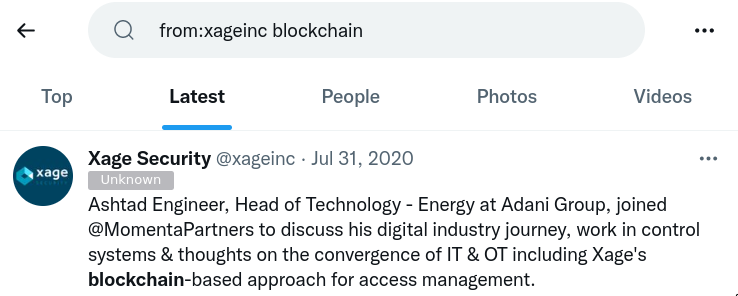 from:xageinc blockchain
Top Latest People Photos Videos
Xage Security @xageinc · Jul 31, 2020
xage
SECURITY
Unknown
Ashtad Engineer, Head of Technology - Energy at Adani Group, joined
@MomentaPartners to discuss his digital industry journey, work in control
systems & thoughts on the convergence of IT & OT including Xage's
blockchain-based approach for access management.